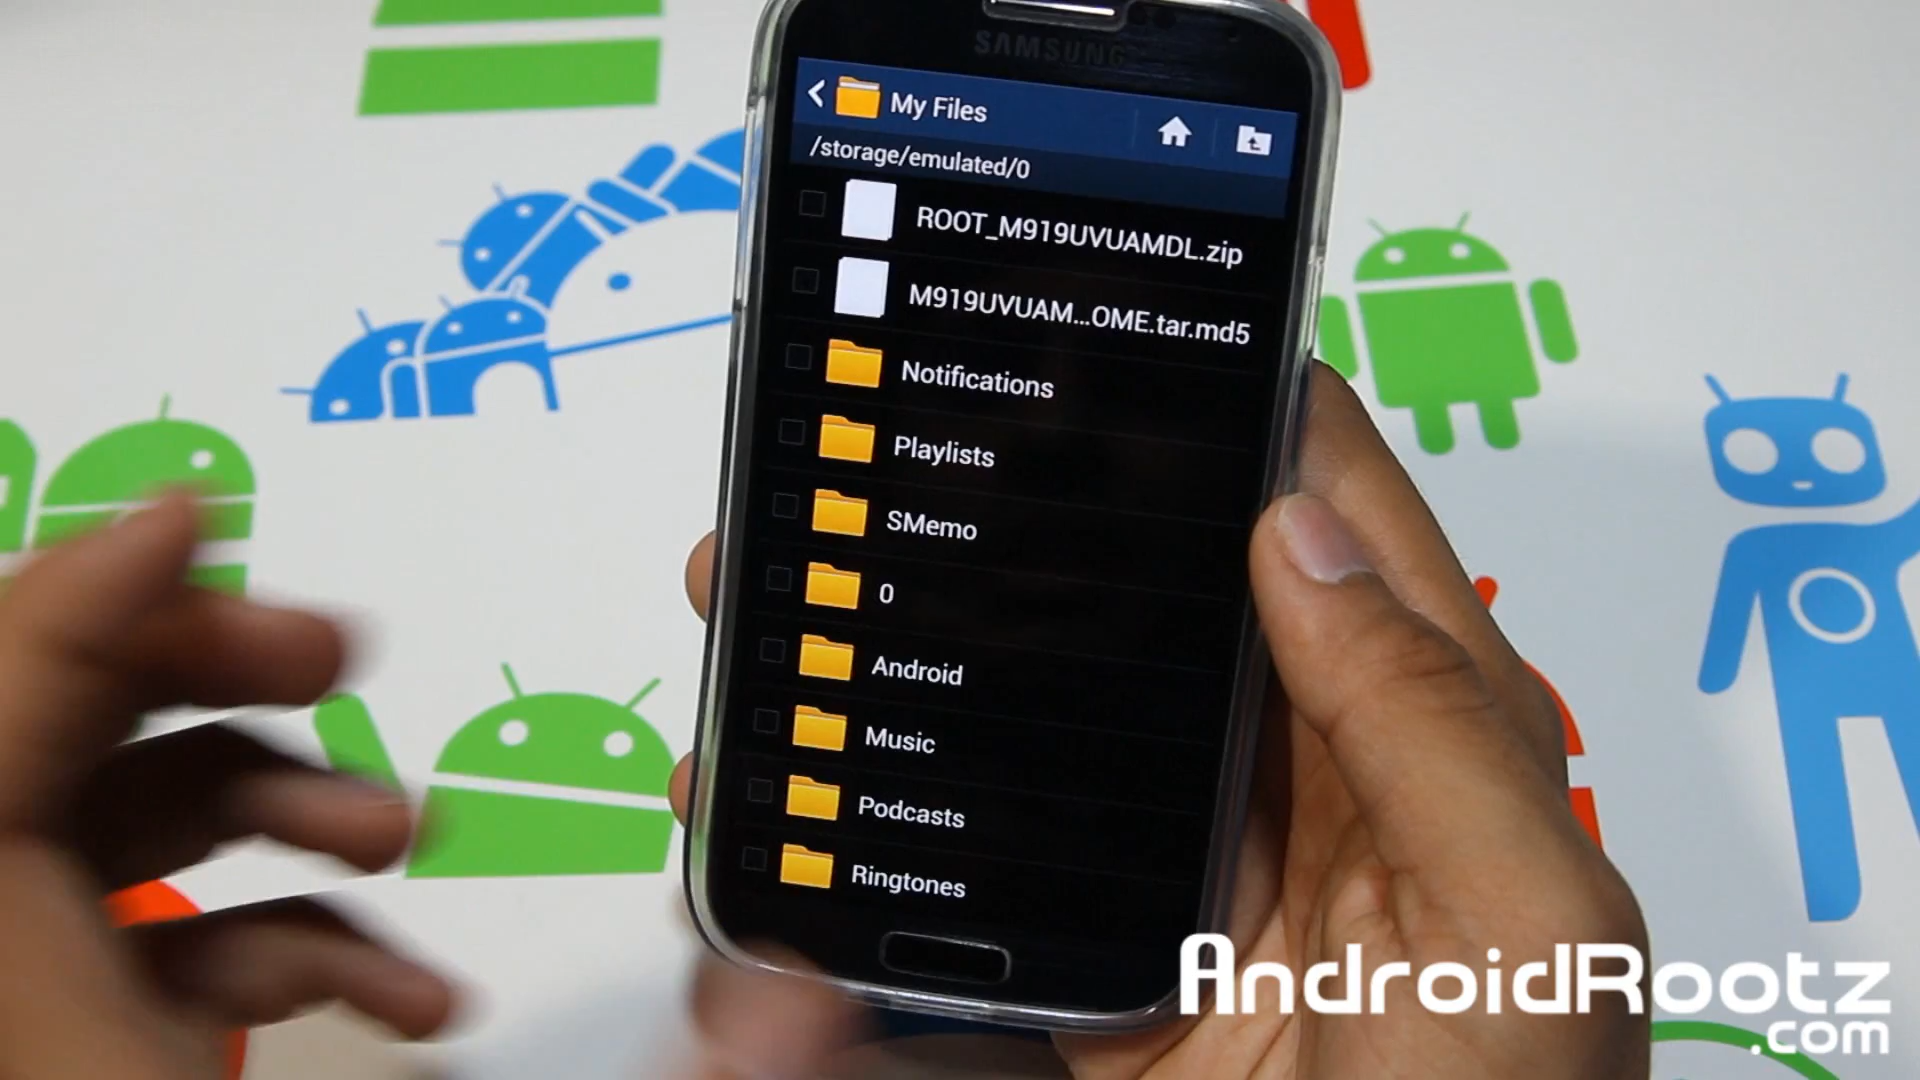 SAMSUNG
My Files
/storage/emulated/0
ROOT_M919UVUAMDL.zip
M919UVUAM...OME.tar.md5
Notifications
Playlists
SMemo
0
Android
Music
Podcasts
Ringtones
AndroidRootz
.com